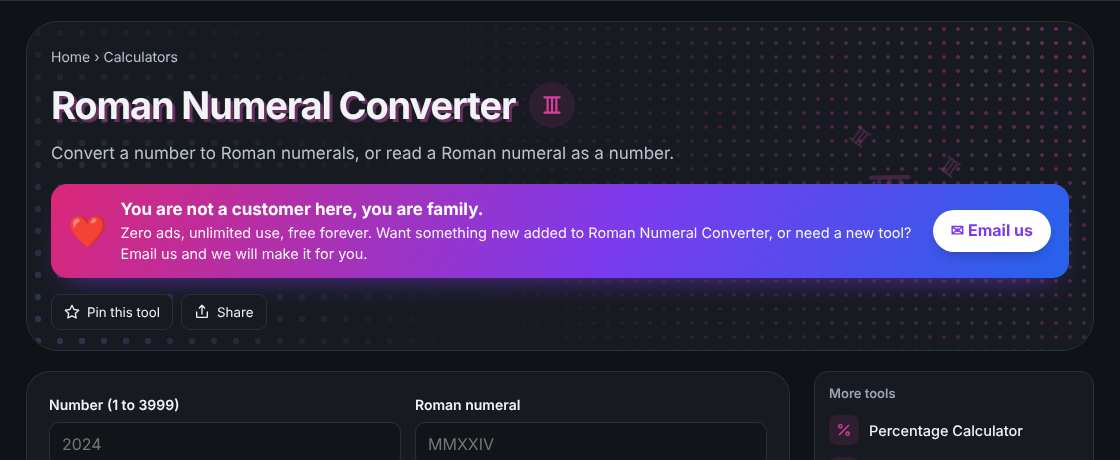 Home › Calculators
Roman Numeral Converter
Convert a number to Roman numerals, or read a Roman numeral as a number.
You are not a customer here, you are family.
Zero ads, unlimited use, free forever. Want something new added to Roman Numeral Converter, or need a new tool?
Email us and we will make it for you.
✉ Email us
Pin this tool
Share
Number (1 to 3999)
Roman numeral
2024
MMXXIV
More tools
Percentage Calculator